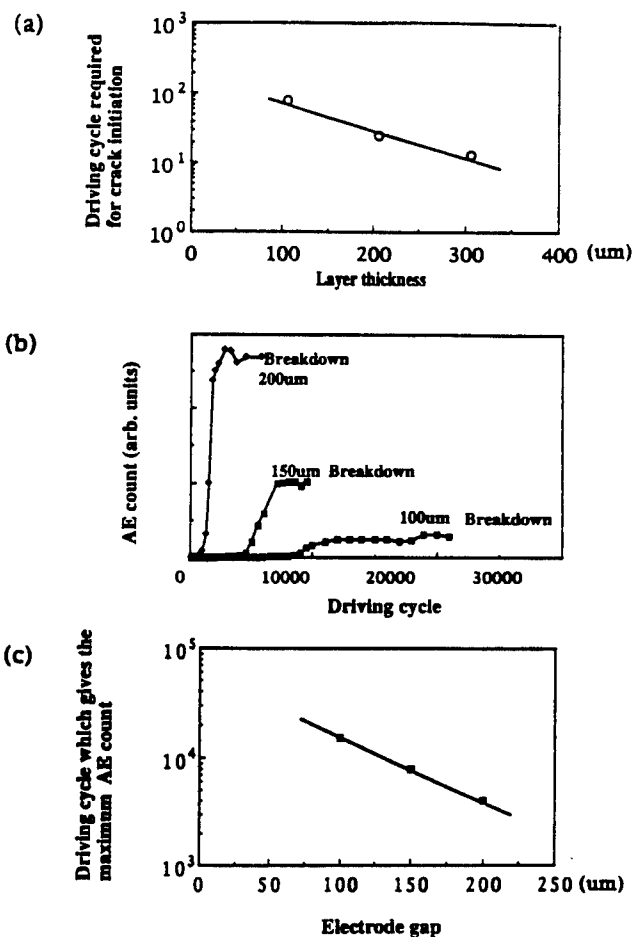 (a)
Driving cycle required
for crack initiation
10^3
10^2
10^1
10^0
0 100 200 300 400 (um)
Layer thickness
(b)
AE count (arb. units)
Breakdown
200um
150um Breakdown
100um Breakdown
0 10000 20000 30000
Driving cycle
(c)
Driving cycle which gives the
maximum AE count
10^5
10^4
10^3
0 50 100 150 200 250 (um)
Electrode gap